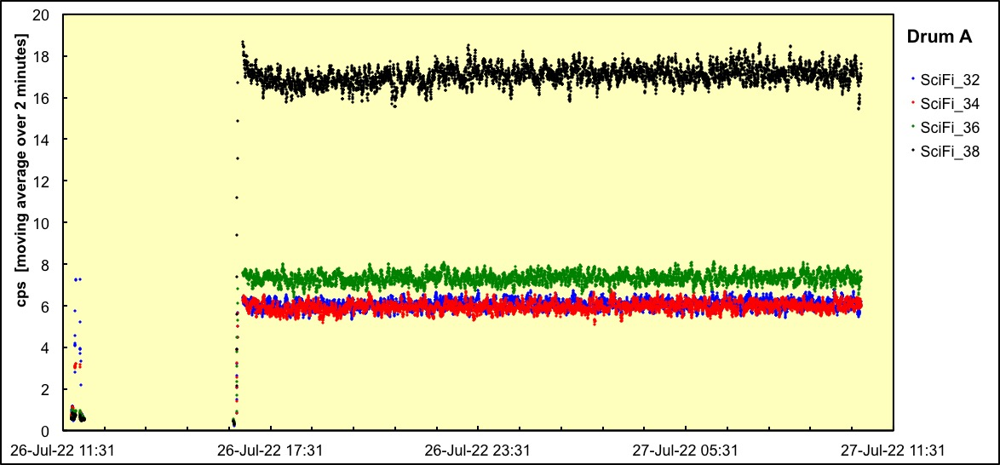 Drum A
cps [moving average over 2 minutes]
20
18
16
14
12
10
8
6
4
2
0
26-Jul-22 11:31
26-Jul-22 17:31
26-Jul-22 23:31
27-Jul-22 05:31
27-Jul-22 11:31
SciFi_32
SciFi_34
SciFi_36
SciFi_38